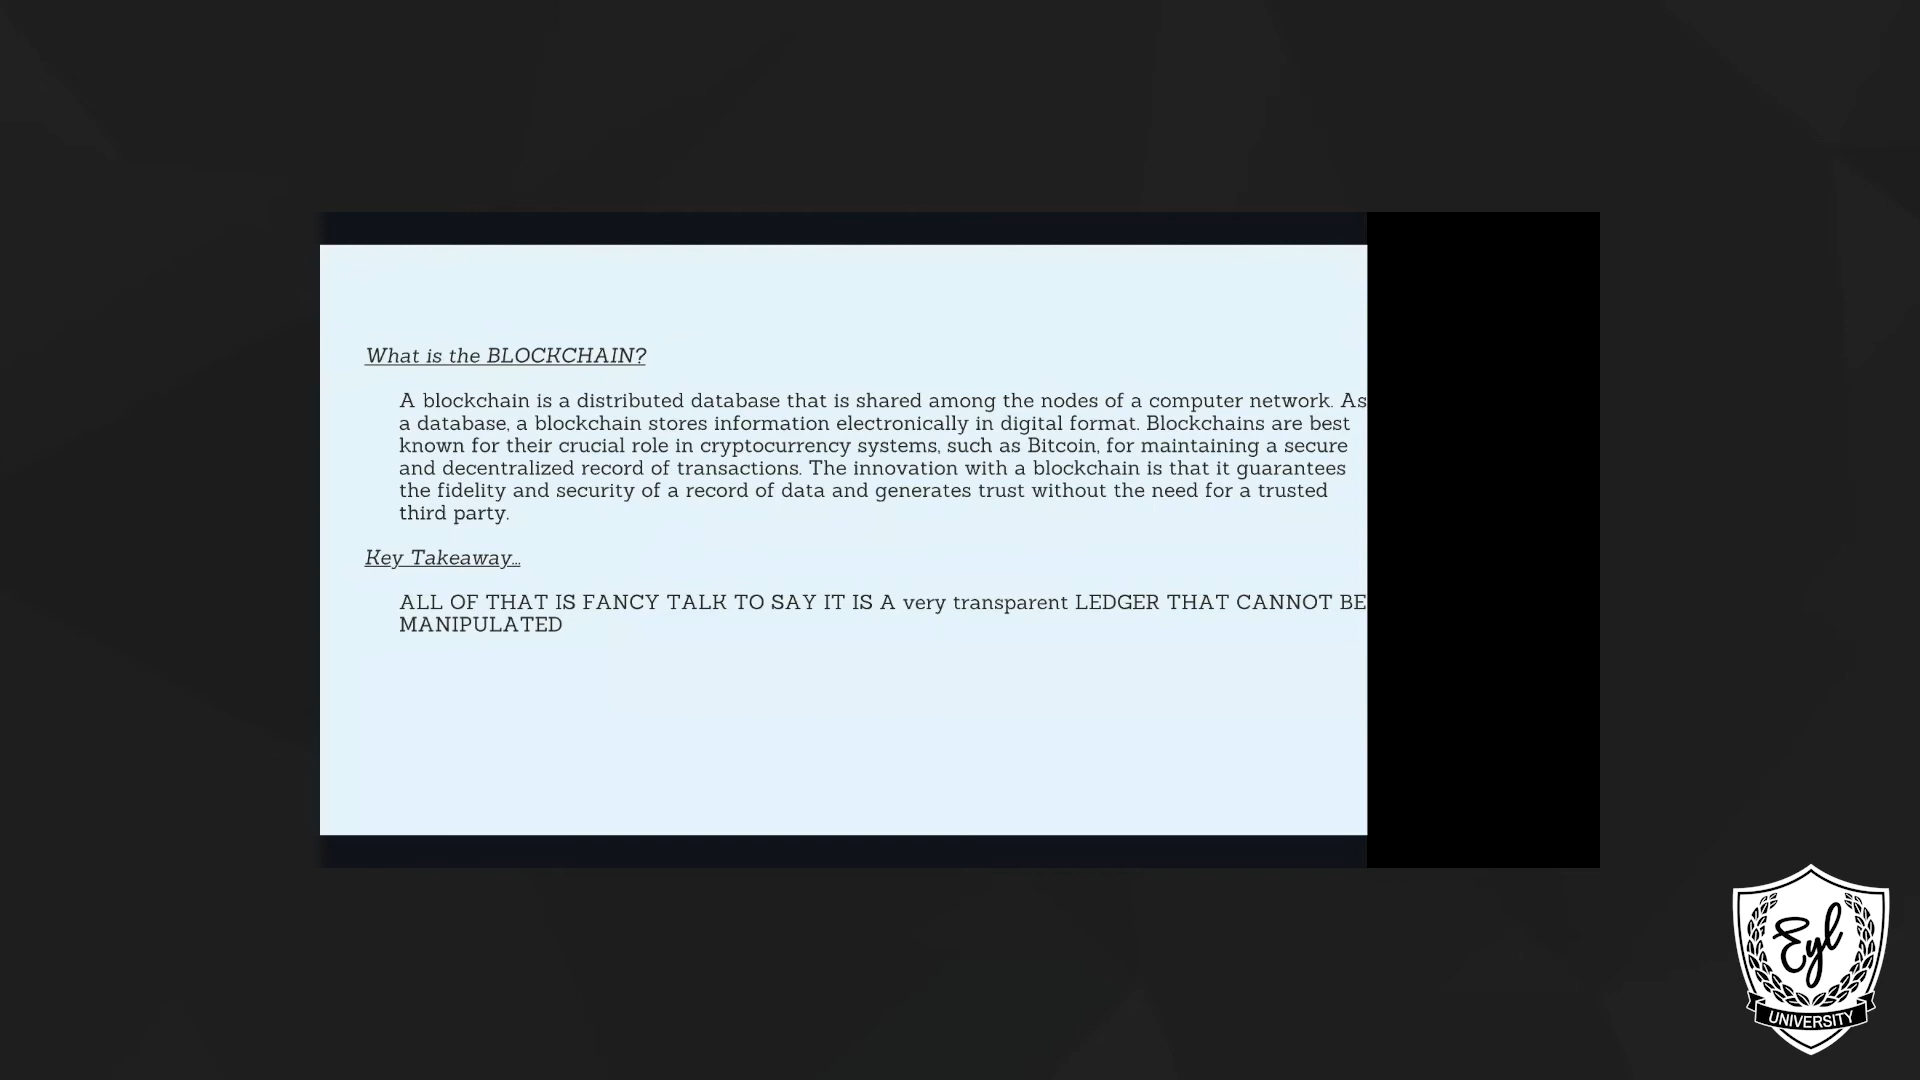 What is the BLOCKCHAIN?
A blockchain is a distributed database that is shared among the nodes of a computer network. As
a database, a blockchain stores information electronically in digital format. Blockchains are best
known for their crucial role in cryptocurrency systems, such as Bitcoin, for maintaining a secure
and decentralized record of transactions. The innovation with a blockchain is that it guarantees
the fidelity and security of a record of data and generates trust without the need for a trusted
third party.
Key Takeaway...
ALL OF THAT IS FANCY TALK TO SAY IT IS A very transparent LEDGER THAT CANNOT BE
MANIPULATED
Eyl
UNIVERSITY